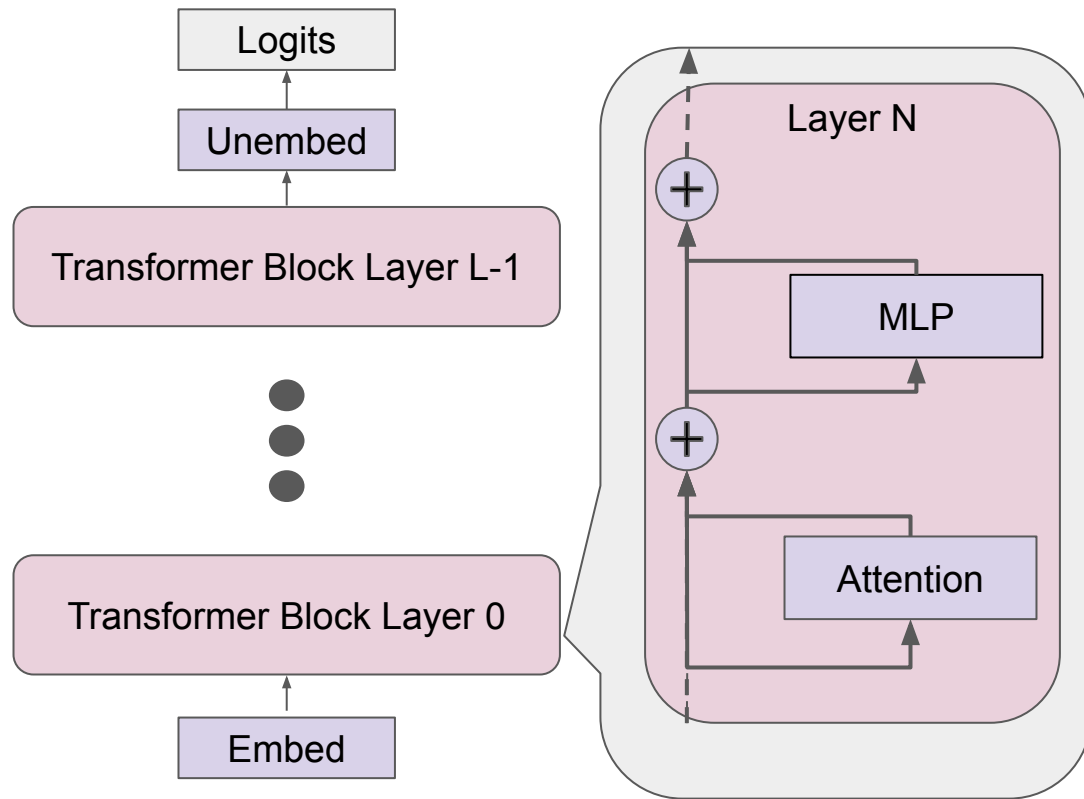 Logits
Unembed
Transformer Block Layer L-1
Transformer Block Layer 0
Embed
Layer N
+
MLP
+
Attention